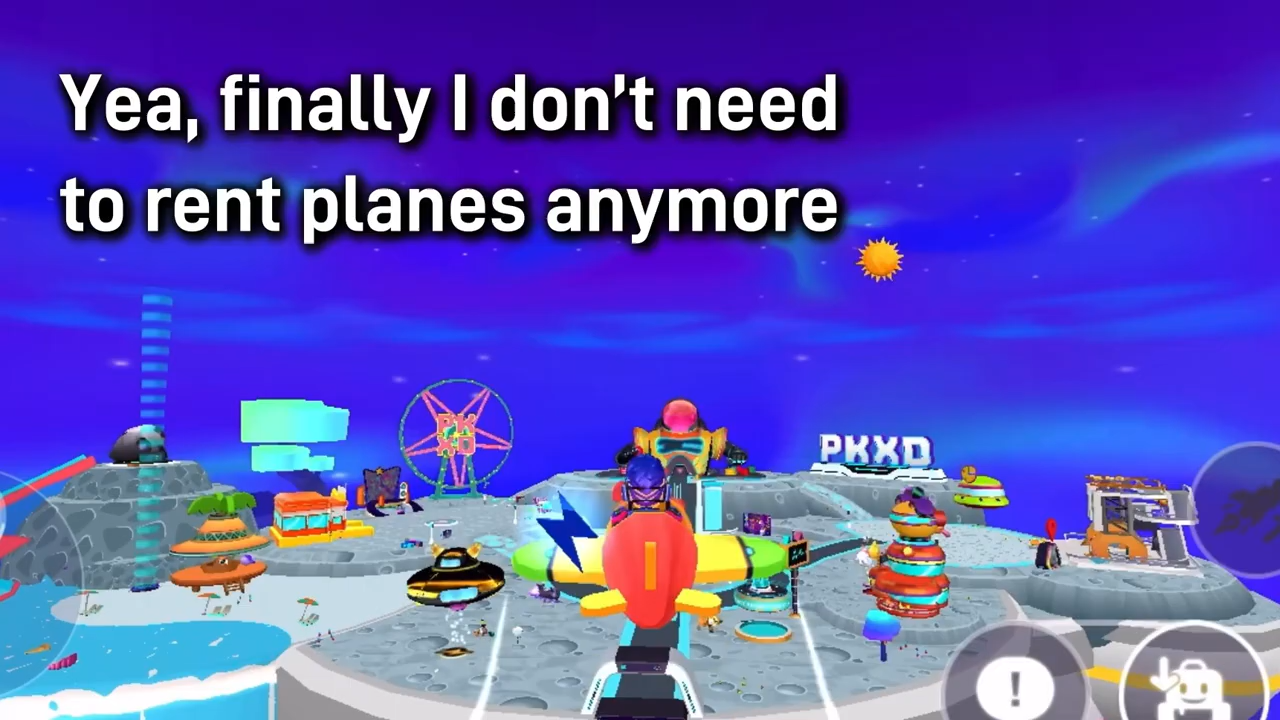 Yea, finally I don't need
to rent planes anymore
PK
XD
PKXD
!